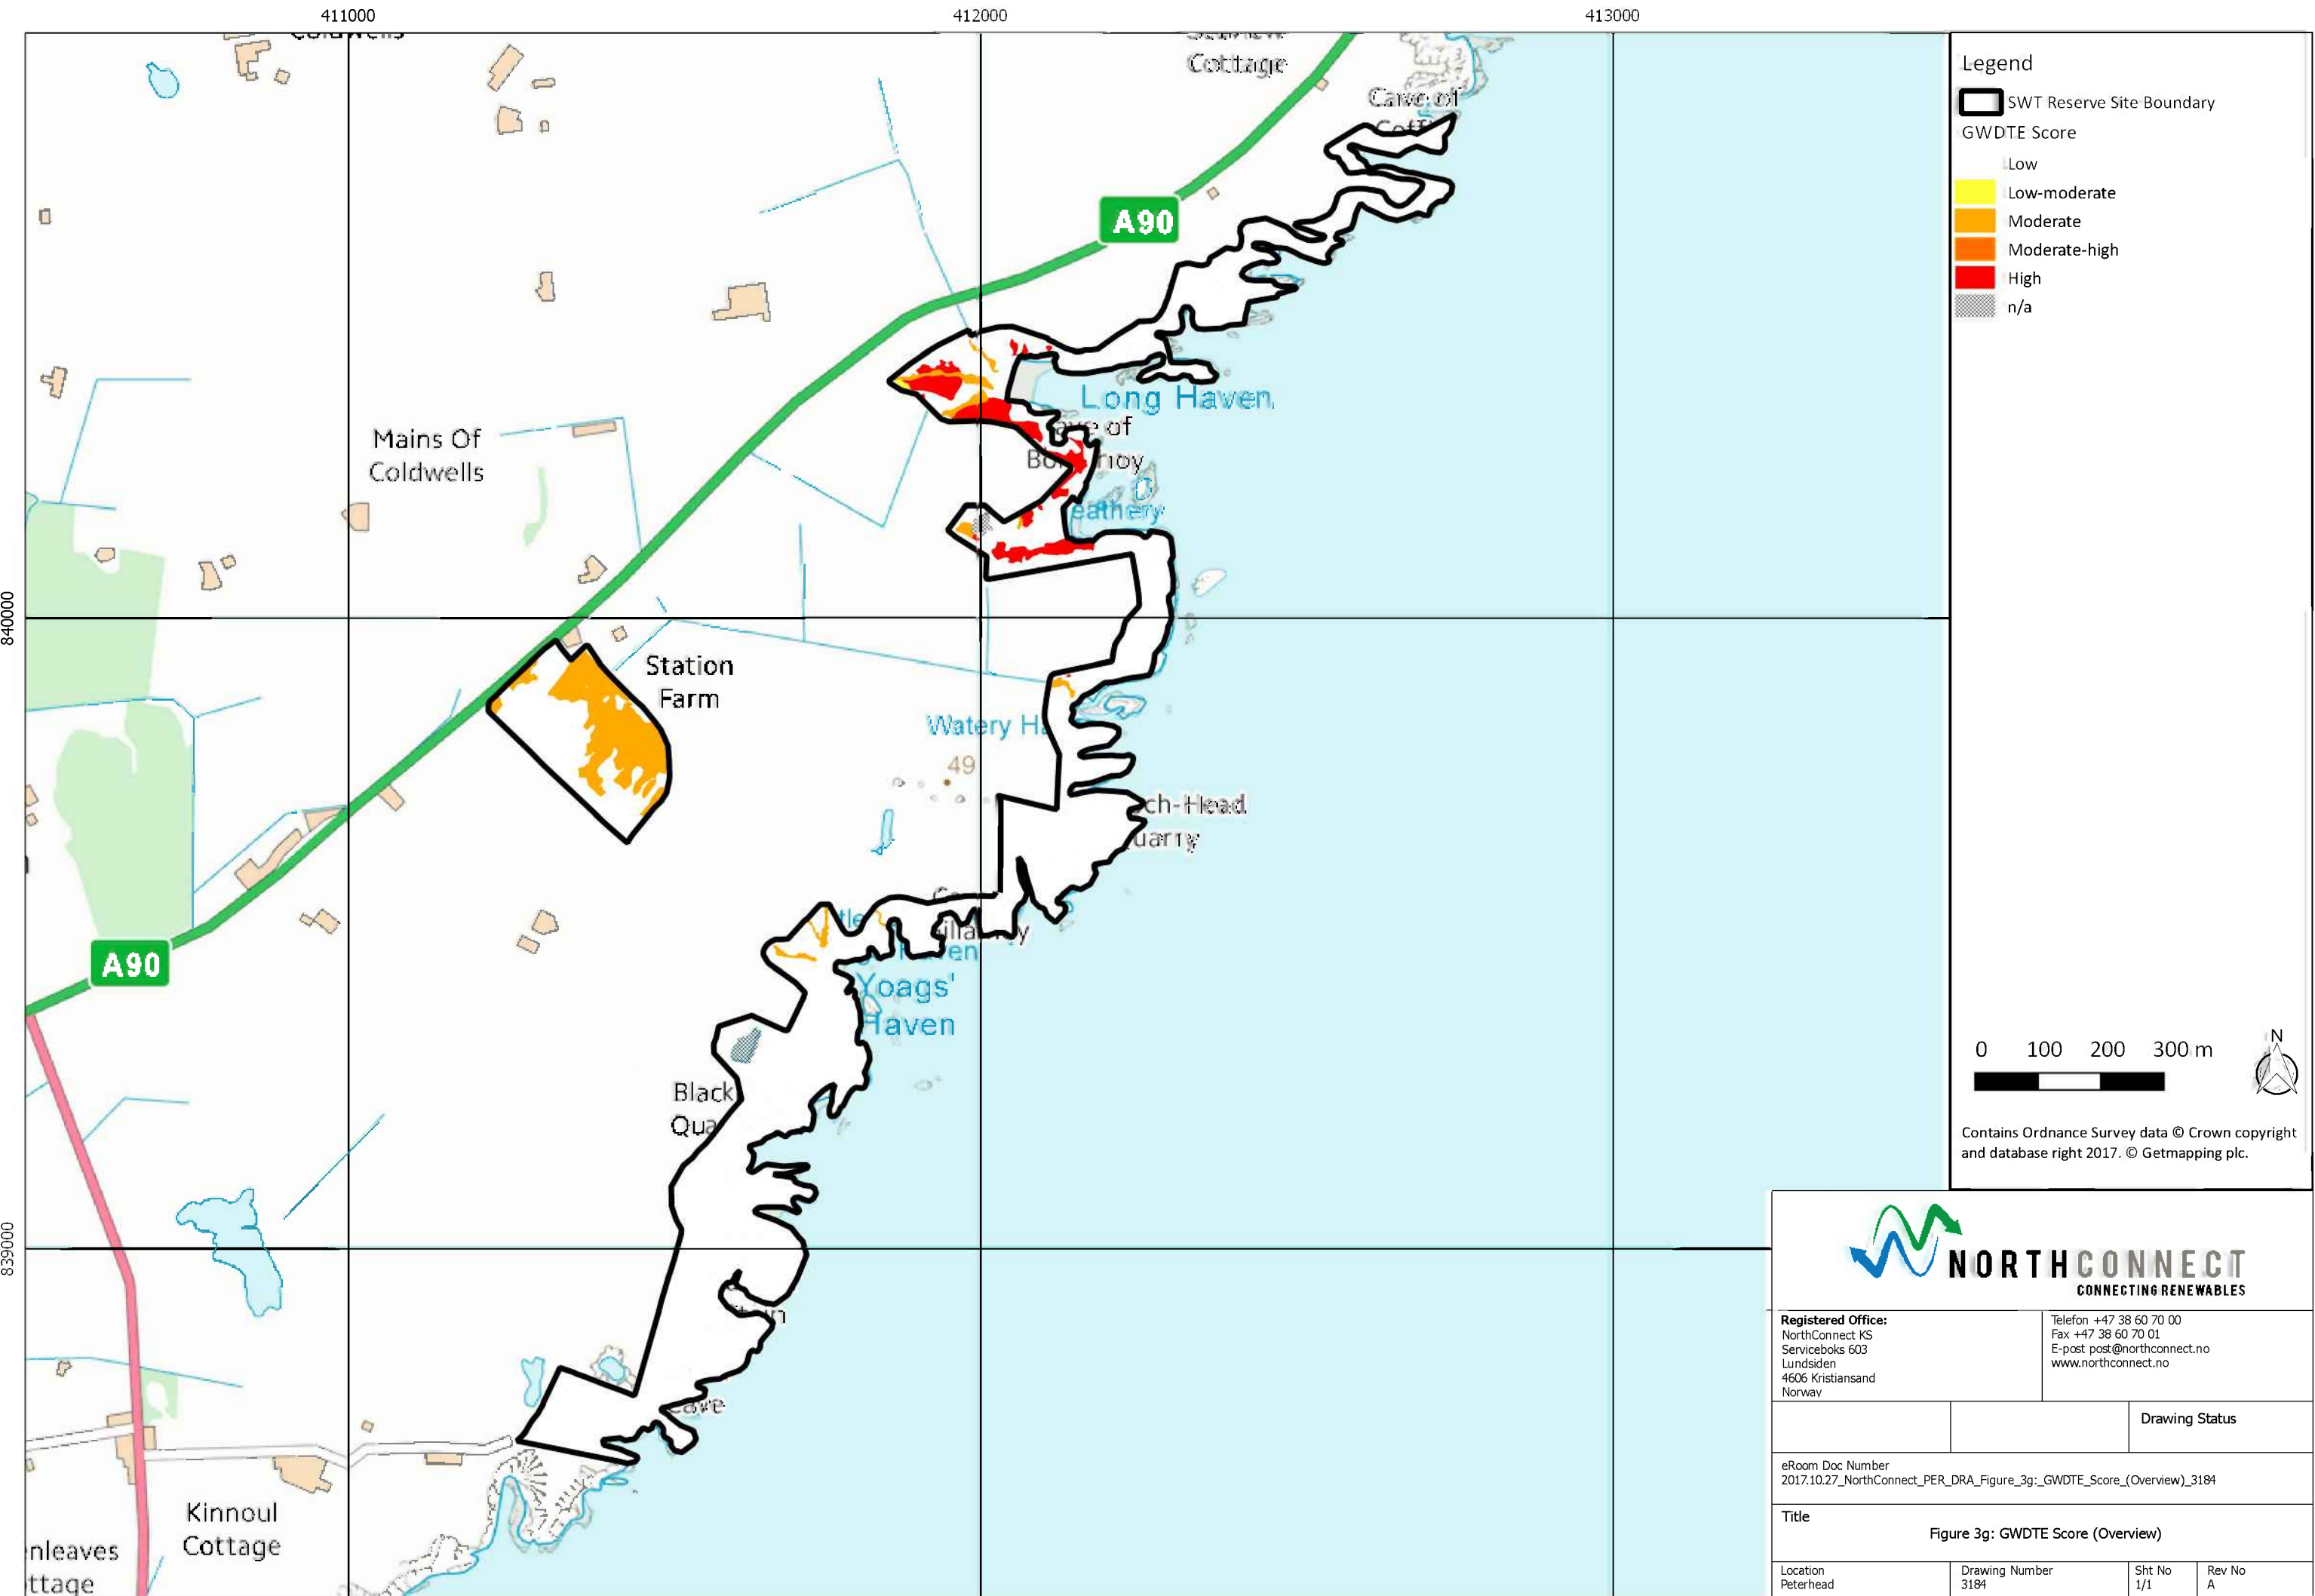 411000
412000
413000
Cottage
Cave of
A90
Long Haven
Mains Of
Coldwells
840000
Station
Farm
Watery
49
A90
Yoags'
Haven
Black
839000
Kinnoul
Cottage
Legend
SWT Reserve Site Boundary
GWDTE Score
Low
Low-moderate
Moderate
Moderate-high
High
n/a
0 100 200 300 m
N
Contains Ordnance Survey data © Crown copyright
and database right 2017. © Getmapping plc.
NORTHCONNECT
CONNECTING RENEWABLES
Registered Office:
NorthConnect KS
Serviceboks 603
Lundsiden
4606 Kristiansand
Norway
Telefon +47 38 60 70 00
Fax +47 38 60 70 01
E-post post@northconnect.no
www.northconnect.no
Drawing Status
eRoom Doc Number
2017.10.27_NorthConnect_PER_DRA_Figure_3g:_GWDTE_Score_(Overview)_3184
Title
Figure 3g: GWDTE Score (Overview)
Location
Peterhead
Drawing Number
3184
Sht No
1/1
Rev No
A